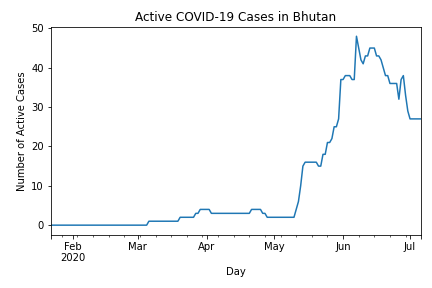 Active COVID-19 Cases in Bhutan
Number of Active Cases
50
40
30
20
10
0
Feb Mar Apr May Jun Jul
2020
Day